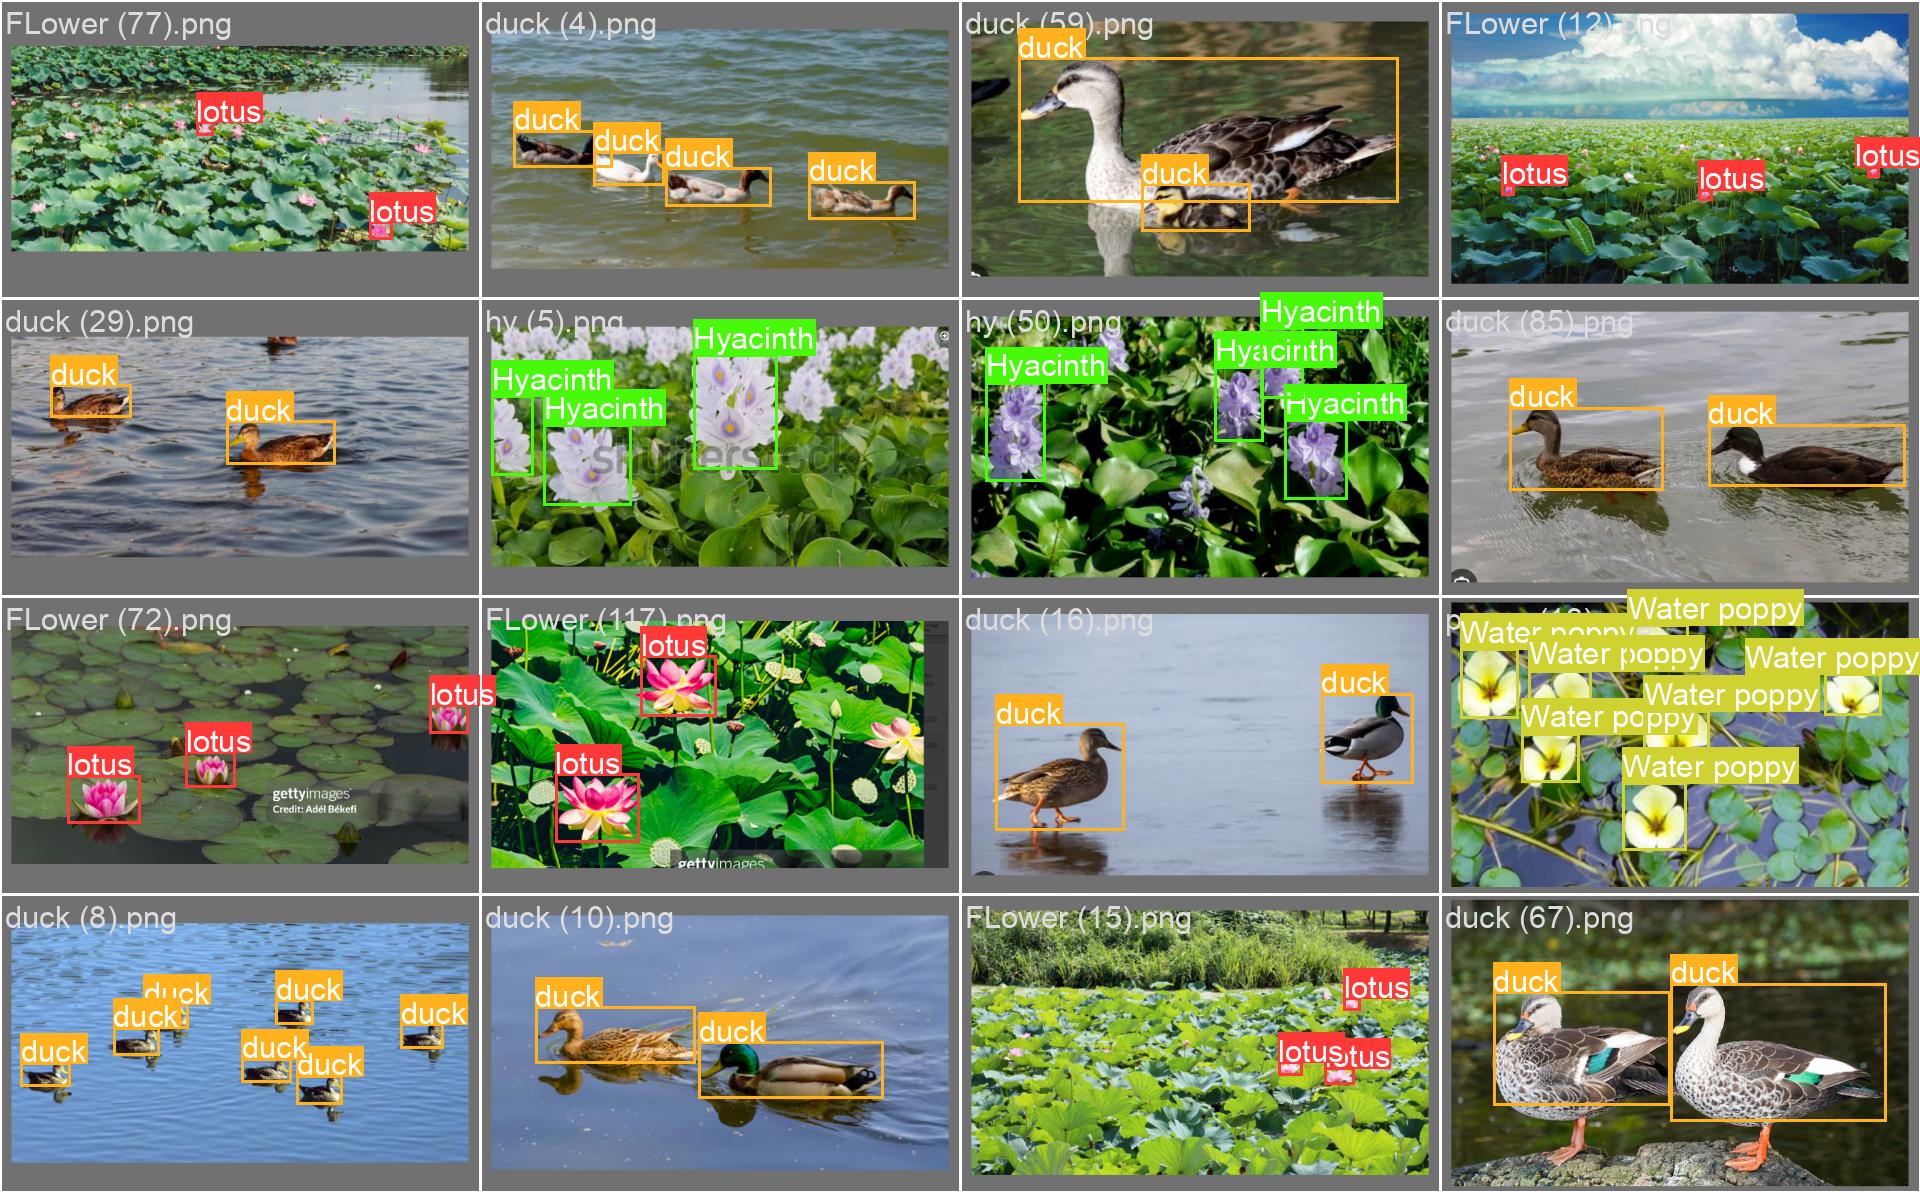 FLower (77).png
lotus
lotus
duck (4).png
duck
duck
duck
duck
duck (59).png
duck
duck
FLower (12).png
lotus
lotus
lotus
duck (29).png
duck
duck
hy (5).png
Hyacinth
Hyacinth
Hyacinth
shutterstock
hy (50).png
Hyacinth
Hyacinth
Hyacinth
Hyacinth
duck (85).png
duck
duck
FLower (72).png
lotus
lotus
lotus
gettyimages
Credit: Adél Békefi
FLower (117).png
lotus
lotus
gettyimages
duck (16).png
duck
duck
Water poppy
Water poppy
Water poppy
Water poppy
Water poppy
Water poppy
Water poppy
duck (8).png
duck
duck
duck
duck
duck
duck
duck
duck (10).png
duck
duck
FLower (15).png
lotus
lotus
lotus
duck (67).png
duck
duck